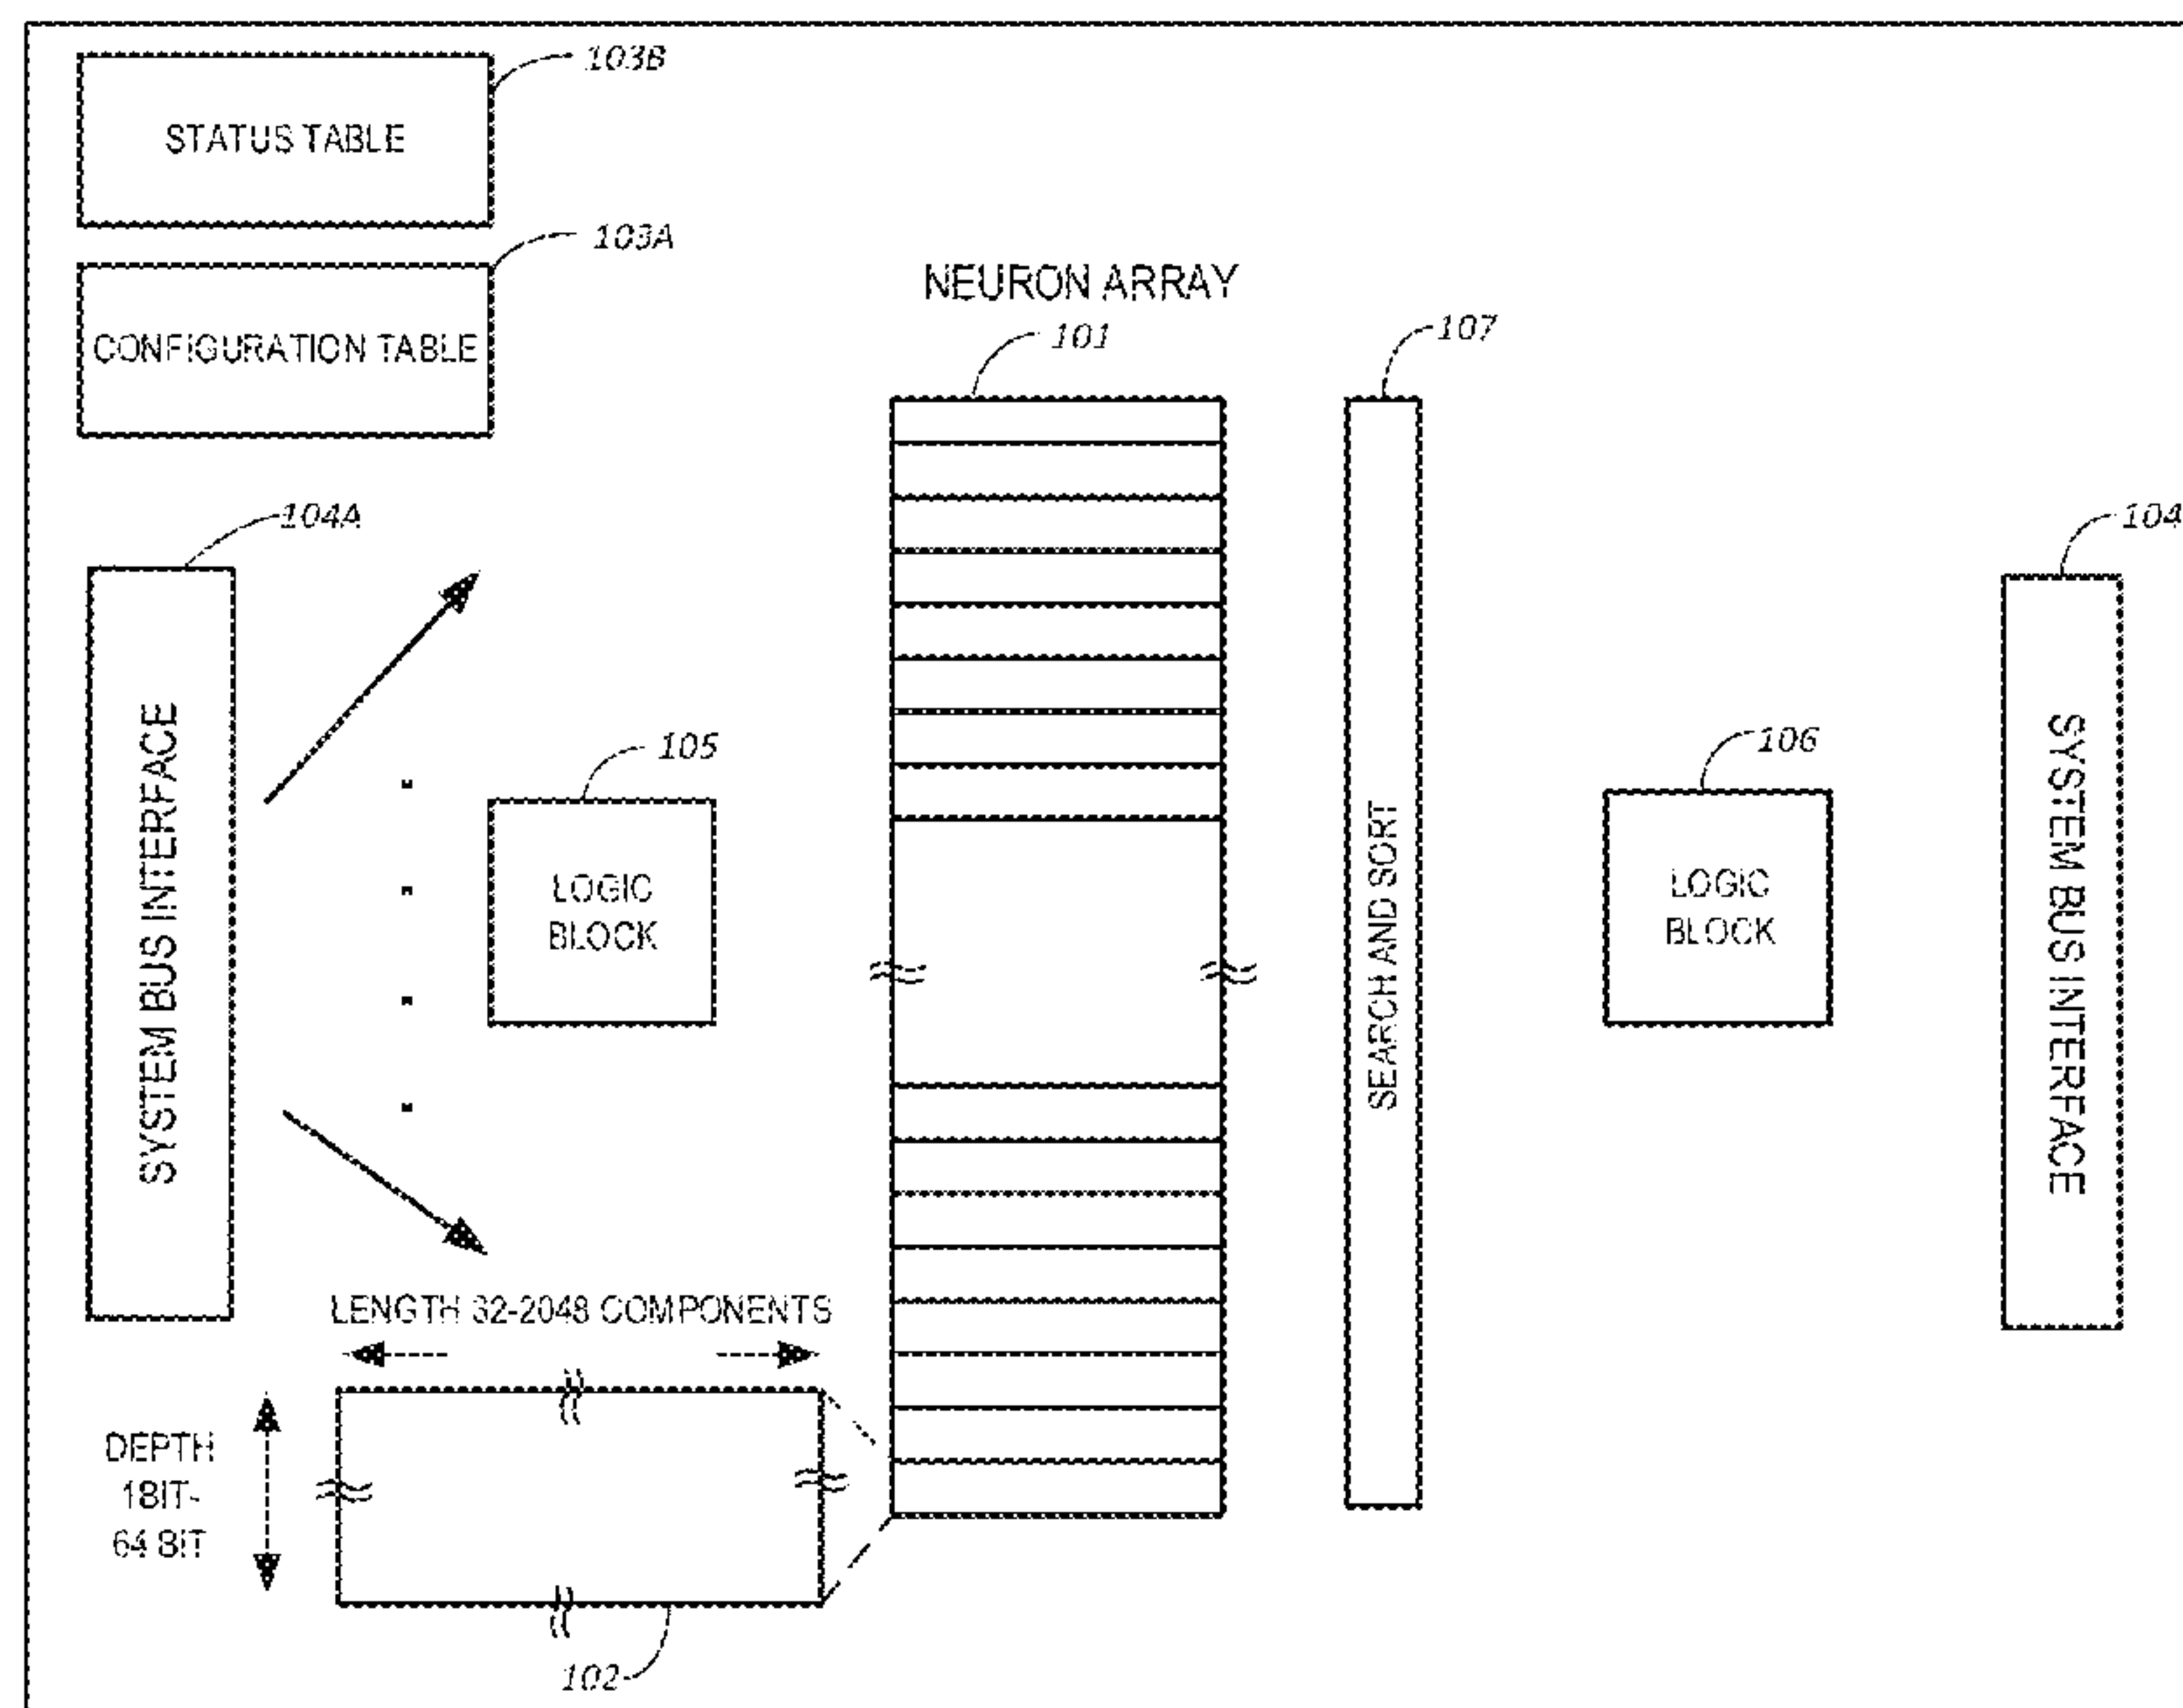 103B
STATUS TABLE
103A
CONFIGURATION TABLE
NEURON ARRAY
101
107
104A
104
SYSTEM BUS INTERFACE
105
LOGIC
BLOCK
SEARCH AND SORT
106
LOGIC
BLOCK
SYSTEM BUS INTERFACE
LENGTH 32-2048 COMPONENTS
DEPTH
1BIT-
64 BIT
102